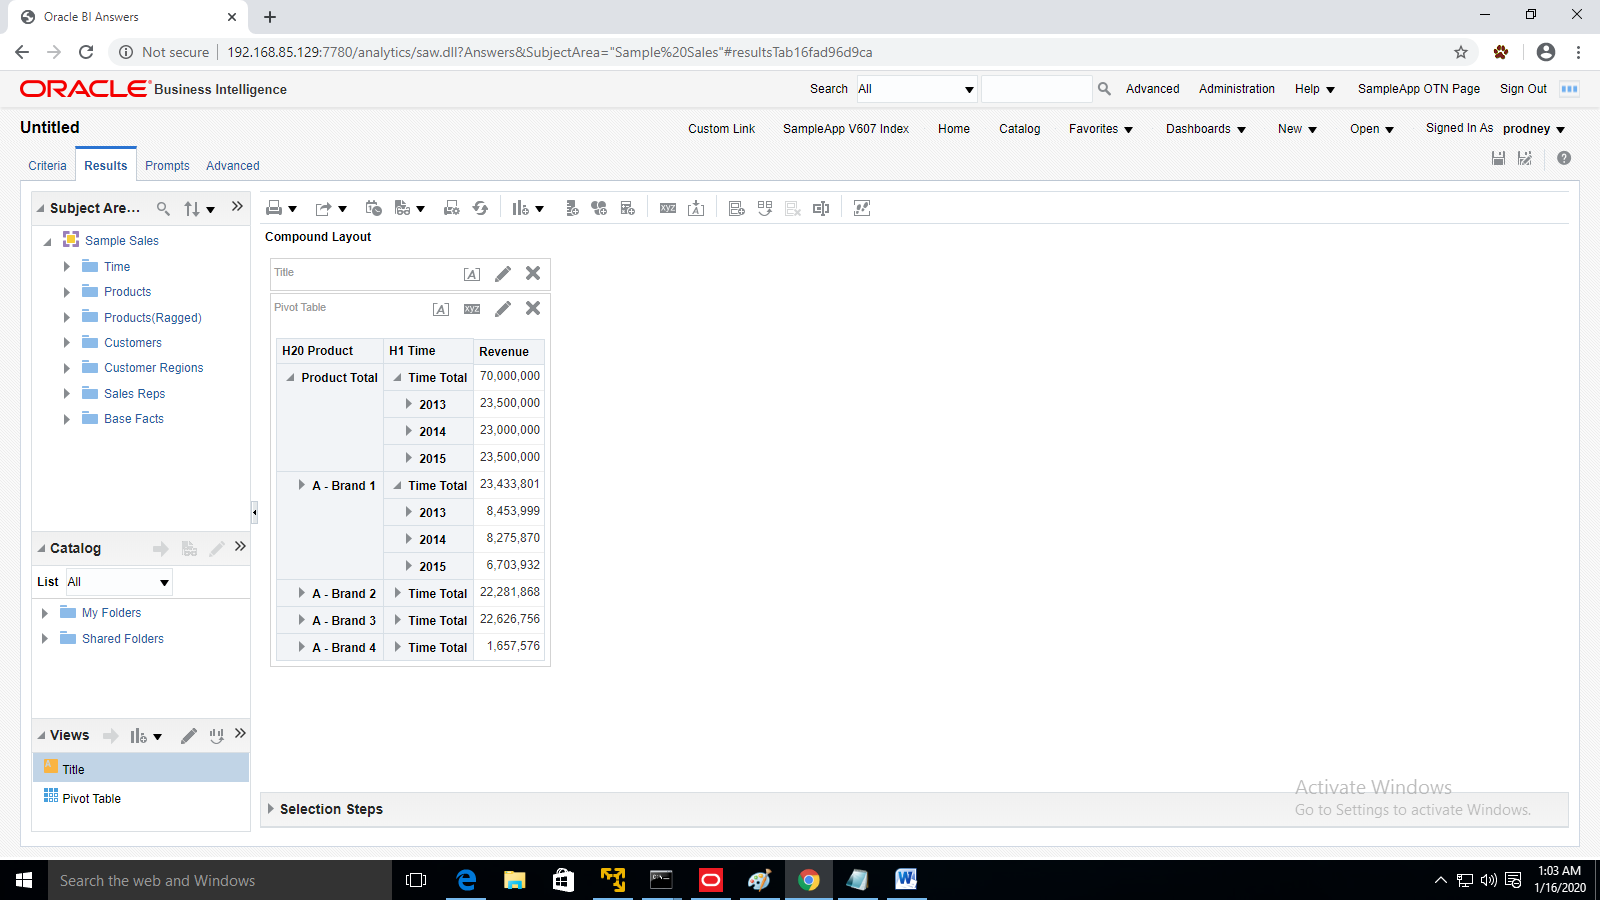 Oracle BI Answers
Not secure 192.168.85.129:7780/analytics/saw.dll?Answers&SubjectArea="Sample%20Sales"#resultsTab16fad96d9ca
ORACLE Business Intelligence
Search All Advanced Administration Help SampleApp OTN Page Sign Out
Untitled
Custom Link SampleApp V607 Index Home Catalog Favorites Dashboards New Open Signed In As prodney
Criteria Results Prompts Advanced
Subject Are...
Sample Sales
Time
Products
Products(Ragged)
Customers
Customer Regions
Sales Reps
Base Facts
Catalog
List All
My Folders
Shared Folders
Views
Title
Pivot Table
xyz
Compound Layout
Title
Pivot Table xyz
H20 Product H1 Time Revenue
Product Total Time Total 70,000,000
2013 23,500,000
2014 23,000,000
2015 23,500,000
A - Brand 1 Time Total 23,433,801
2013 8,453,999
2014 8,275,870
2015 6,703,932
A - Brand 2 Time Total 22,281,868
A - Brand 3 Time Total 22,626,756
A - Brand 4 Time Total 1,657,576
Selection Steps
Activate Windows
Go to Settings to activate Windows.
Search the web and Windows
1:03 AM
1/16/2020